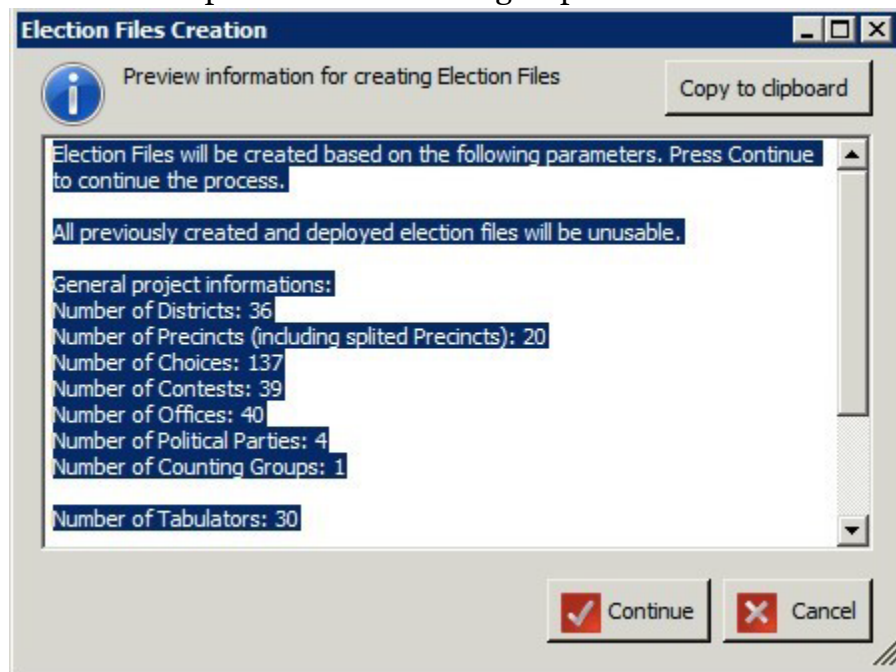 Election Files Creation
Preview information for creating Election Files
Copy to clipboard
Election Files will be created based on the following parameters. Press Continue
to continue the process.
All previously created and deployed election files will be unusable.
General project informations:
Number of Districts: 36
Number of Precincts (including splited Precincts): 20
Number of Choices: 137
Number of Contests: 39
Number of Offices: 40
Number of Political Parties: 4
Number of Counting Groups: 1
Number of Tabulators: 30
Continue
Cancel